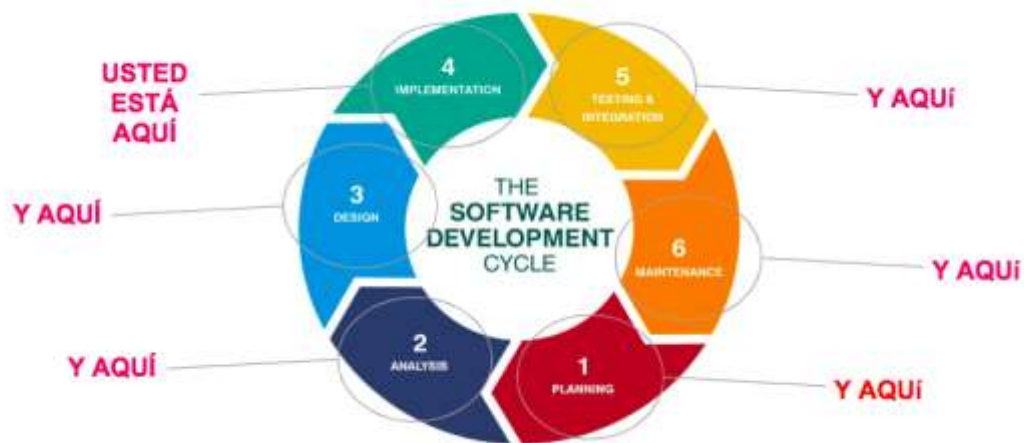 USTED
ESTÁ
AQUÍ
4
IMPLEMENTATION
5
TESTING &
INTEGRATION
Y AQUí
Y AQUÍ
3
DESIGN
THE
SOFTWARE
DEVELOPMENT
CYCLE
6
MAINTENANCE
Y AQUí
Y AQUÍ
2
ANALYSIS
1
PLANNING
Y AQUí